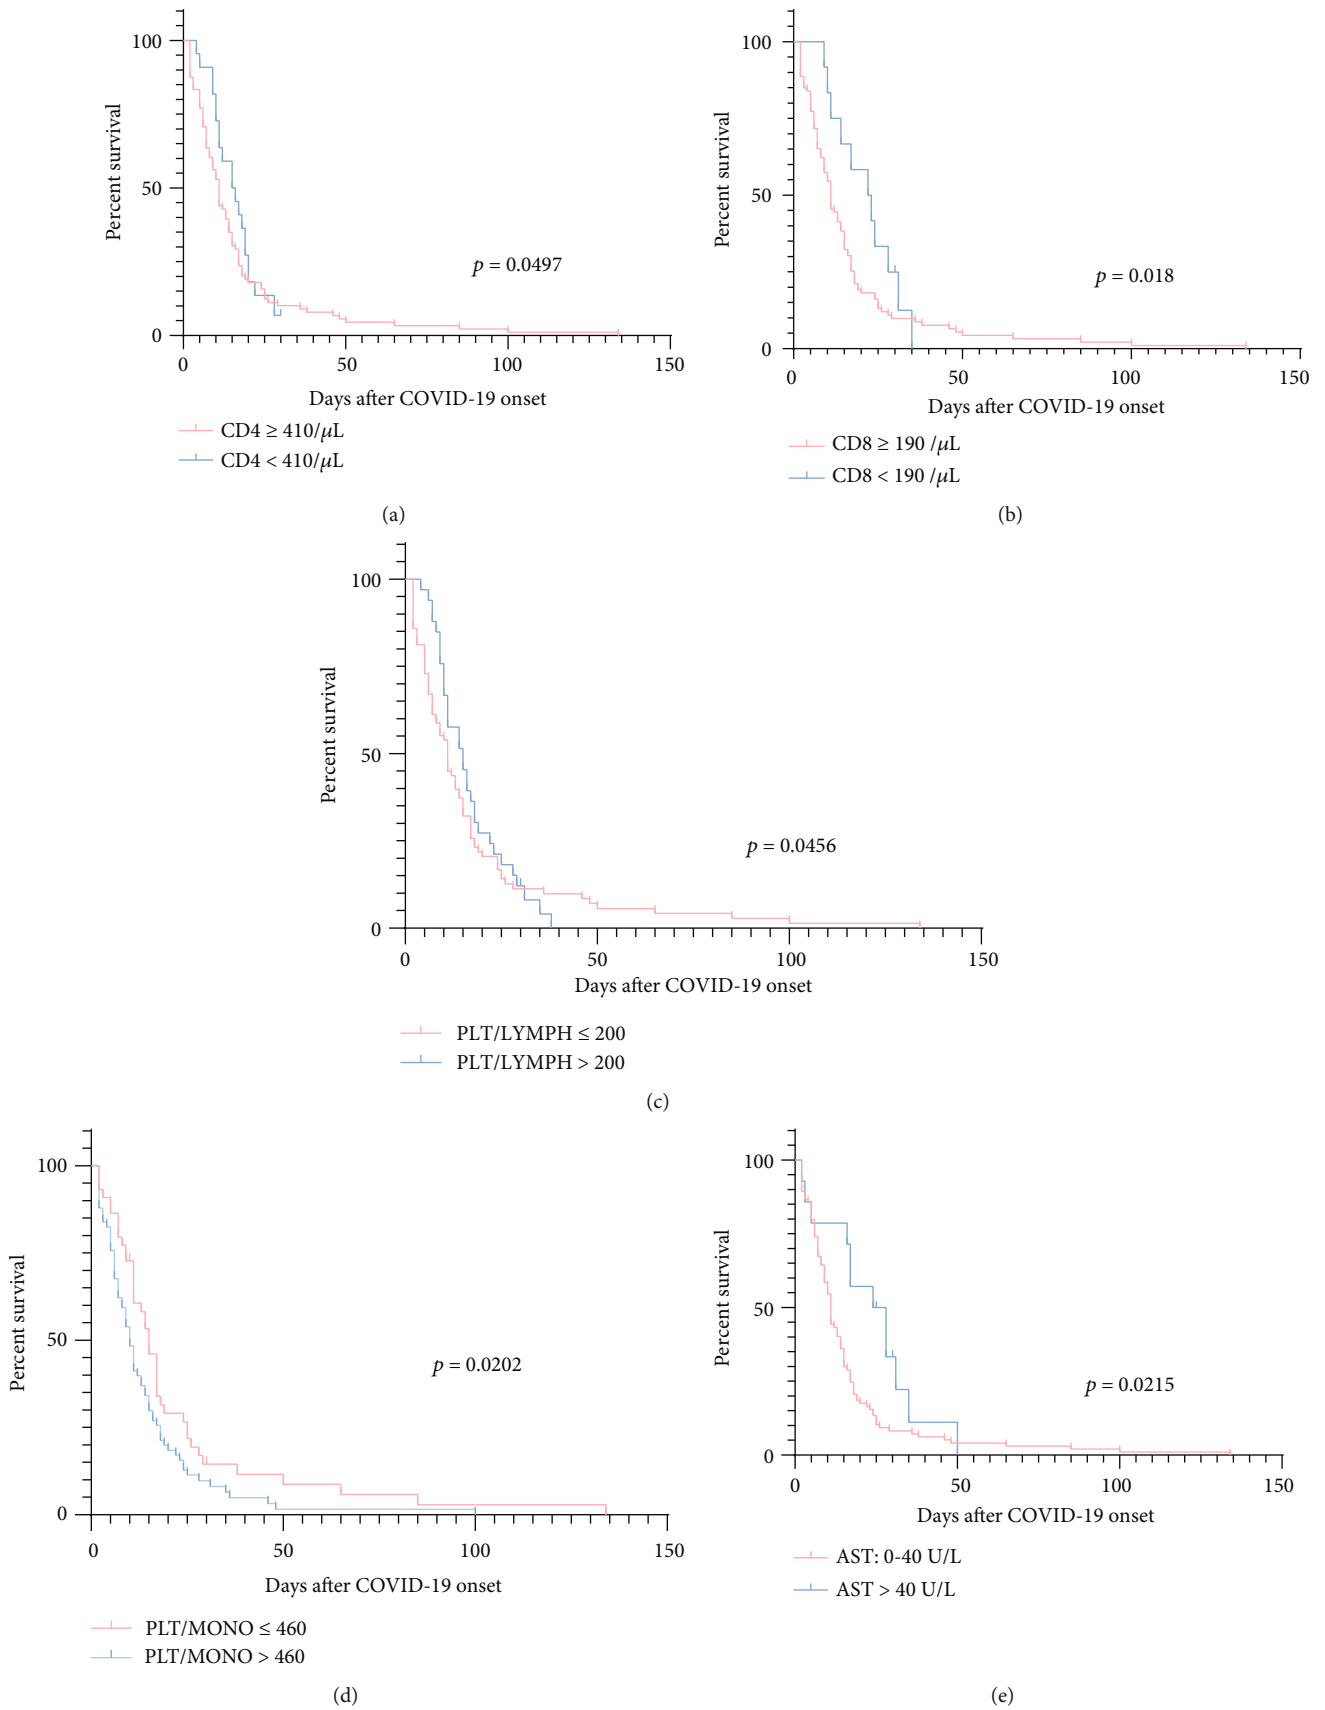 100
50
0
Percent survival
p = 0.0497
0 50 100 150
Days after COVID-19 onset
CD4 ≥ 410/μL
CD4 < 410/μL
(a)
100
50
0
Percent survival
p = 0.018
0 50 100 150
Days after COVID-19 onset
CD8 ≥ 190 /μL
CD8 < 190 /μL
(b)
100
50
0
Percent survival
p = 0.0456
0 50 100 150
Days after COVID-19 onset
PLT/LYMPH ≤ 200
PLT/LYMPH > 200
(c)
100
50
0
Percent survival
p = 0.0202
0 50 100 150
Days after COVID-19 onset
PLT/MONO ≤ 460
PLT/MONO > 460
(d)
100
50
0
Percent survival
p = 0.0215
0 50 100 150
Days after COVID-19 onset
AST: 0-40 U/L
AST > 40 U/L
(e)